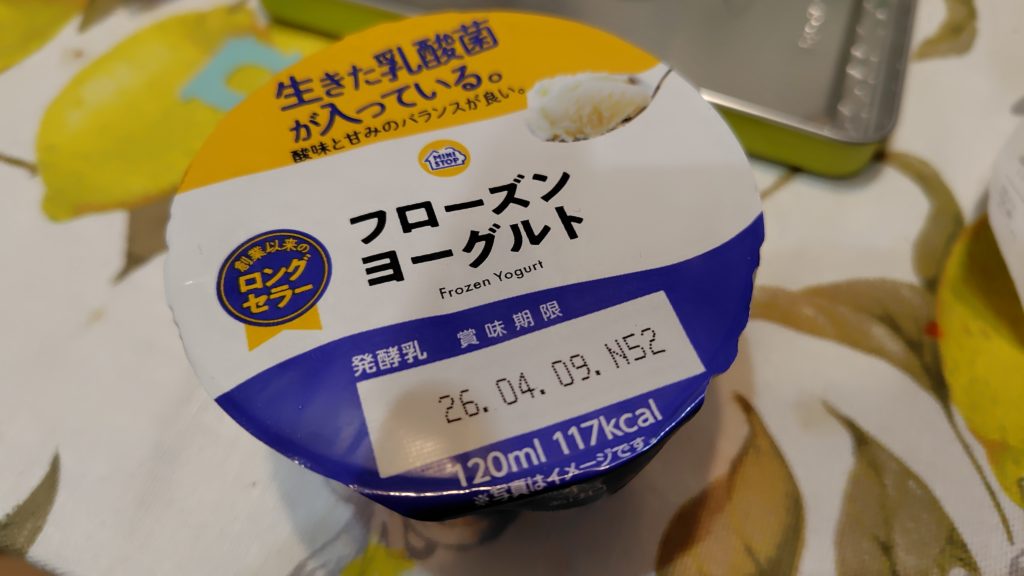 生きた乳酸菌
が入っている。
酸味と甘みのバランスが良い。
MINI
STOP
フローズン
ヨーグルト
Frozen Yogurt
創業以来の
ロング
セラー
発酵乳 賞味期限
26.04.09.N52
120ml 117kcal
※写真はイメージです。